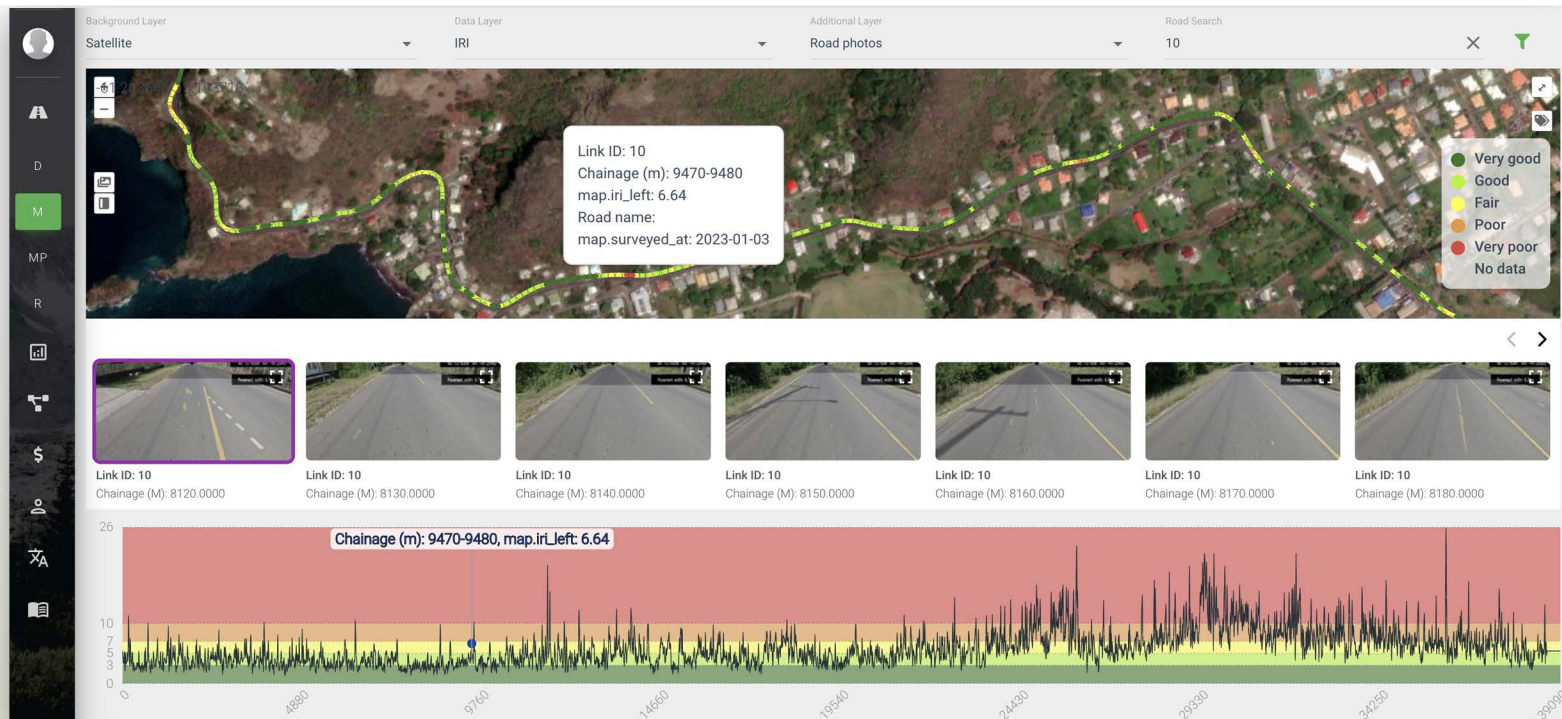 Background Layer
Satellite
Data Layer
IRI
Additional Layer
Road photos
Road Search
10
D
M
MP
R
Link ID: 10
Chainage (m): 9470-9480
map.iri_left: 6.64
Road name:
map.surveyed_at: 2023-01-03
Very good
Good
Fair
Poor
Very poor
No data
Link ID: 10
Chainage (M): 8120.0000
Link ID: 10
Chainage (M): 8130.0000
Link ID: 10
Chainage (M): 8140.0000
Link ID: 10
Chainage (M): 8150.0000
Link ID: 10
Chainage (M): 8160.0000
Link ID: 10
Chainage (M): 8170.0000
Link ID: 10
Chainage (M): 8180.0000
Chainage (m): 9470-9480, map.iri_left: 6.64
26
10
7
5
3
0
0
4880
9760
14660
19540
24430
29330
34250
39090